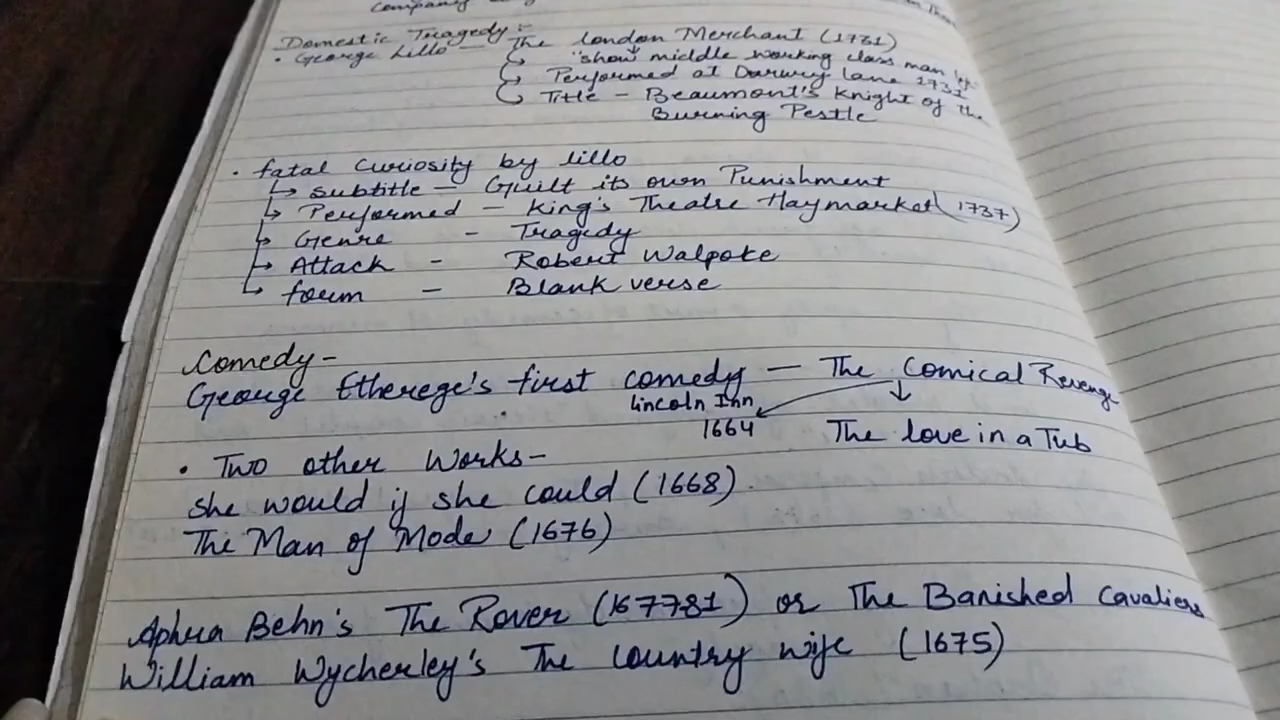 Company
Domestic Tragedy :-
• George Lillo — The London Merchant (1731)
"show middle working class man
Performed at Darury Lane 1731
Title - Beaumont's Knight of the
Burning Pestle
• fatal curiosity by lillo
subtitle — Guilt its own Punishment
Performed - King's Theatre Haymarket (1737)
Genre - Tragedy
Attack - Robert Walpole
form - Blank verse
Comedy -
George Etherege's first comedy — The Comical Revenge
Lincoln Inn
1664 The love in a Tub
• Two other works-
she would if she could (1668)
The Man of Mode (1676)
Aphra Behn's The Rover (167781) or The Banished Cavaliers
William Wycherley's The Country wife (1675)